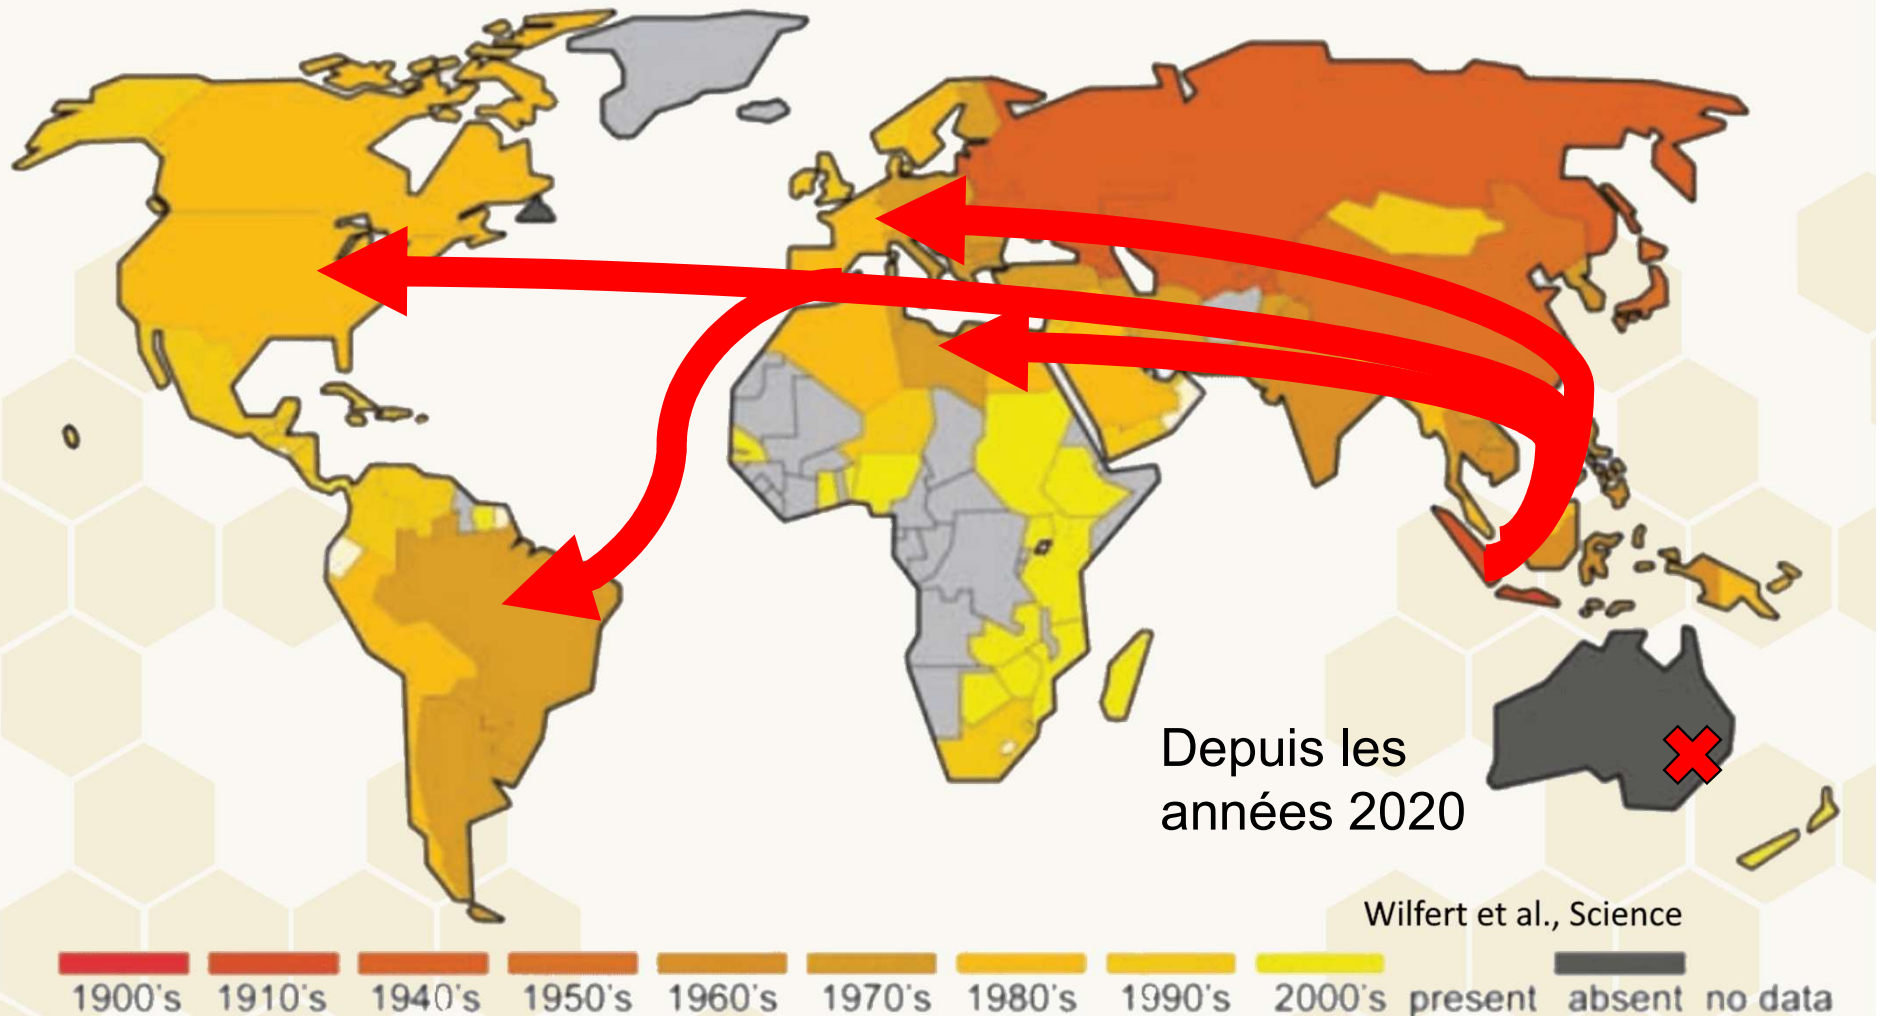 Depuis les
années 2020
Wilfert et al., Science
1900's 1910's 1940's 1950's 1960's 1970's 1980's 1990's 2000's present absent no data